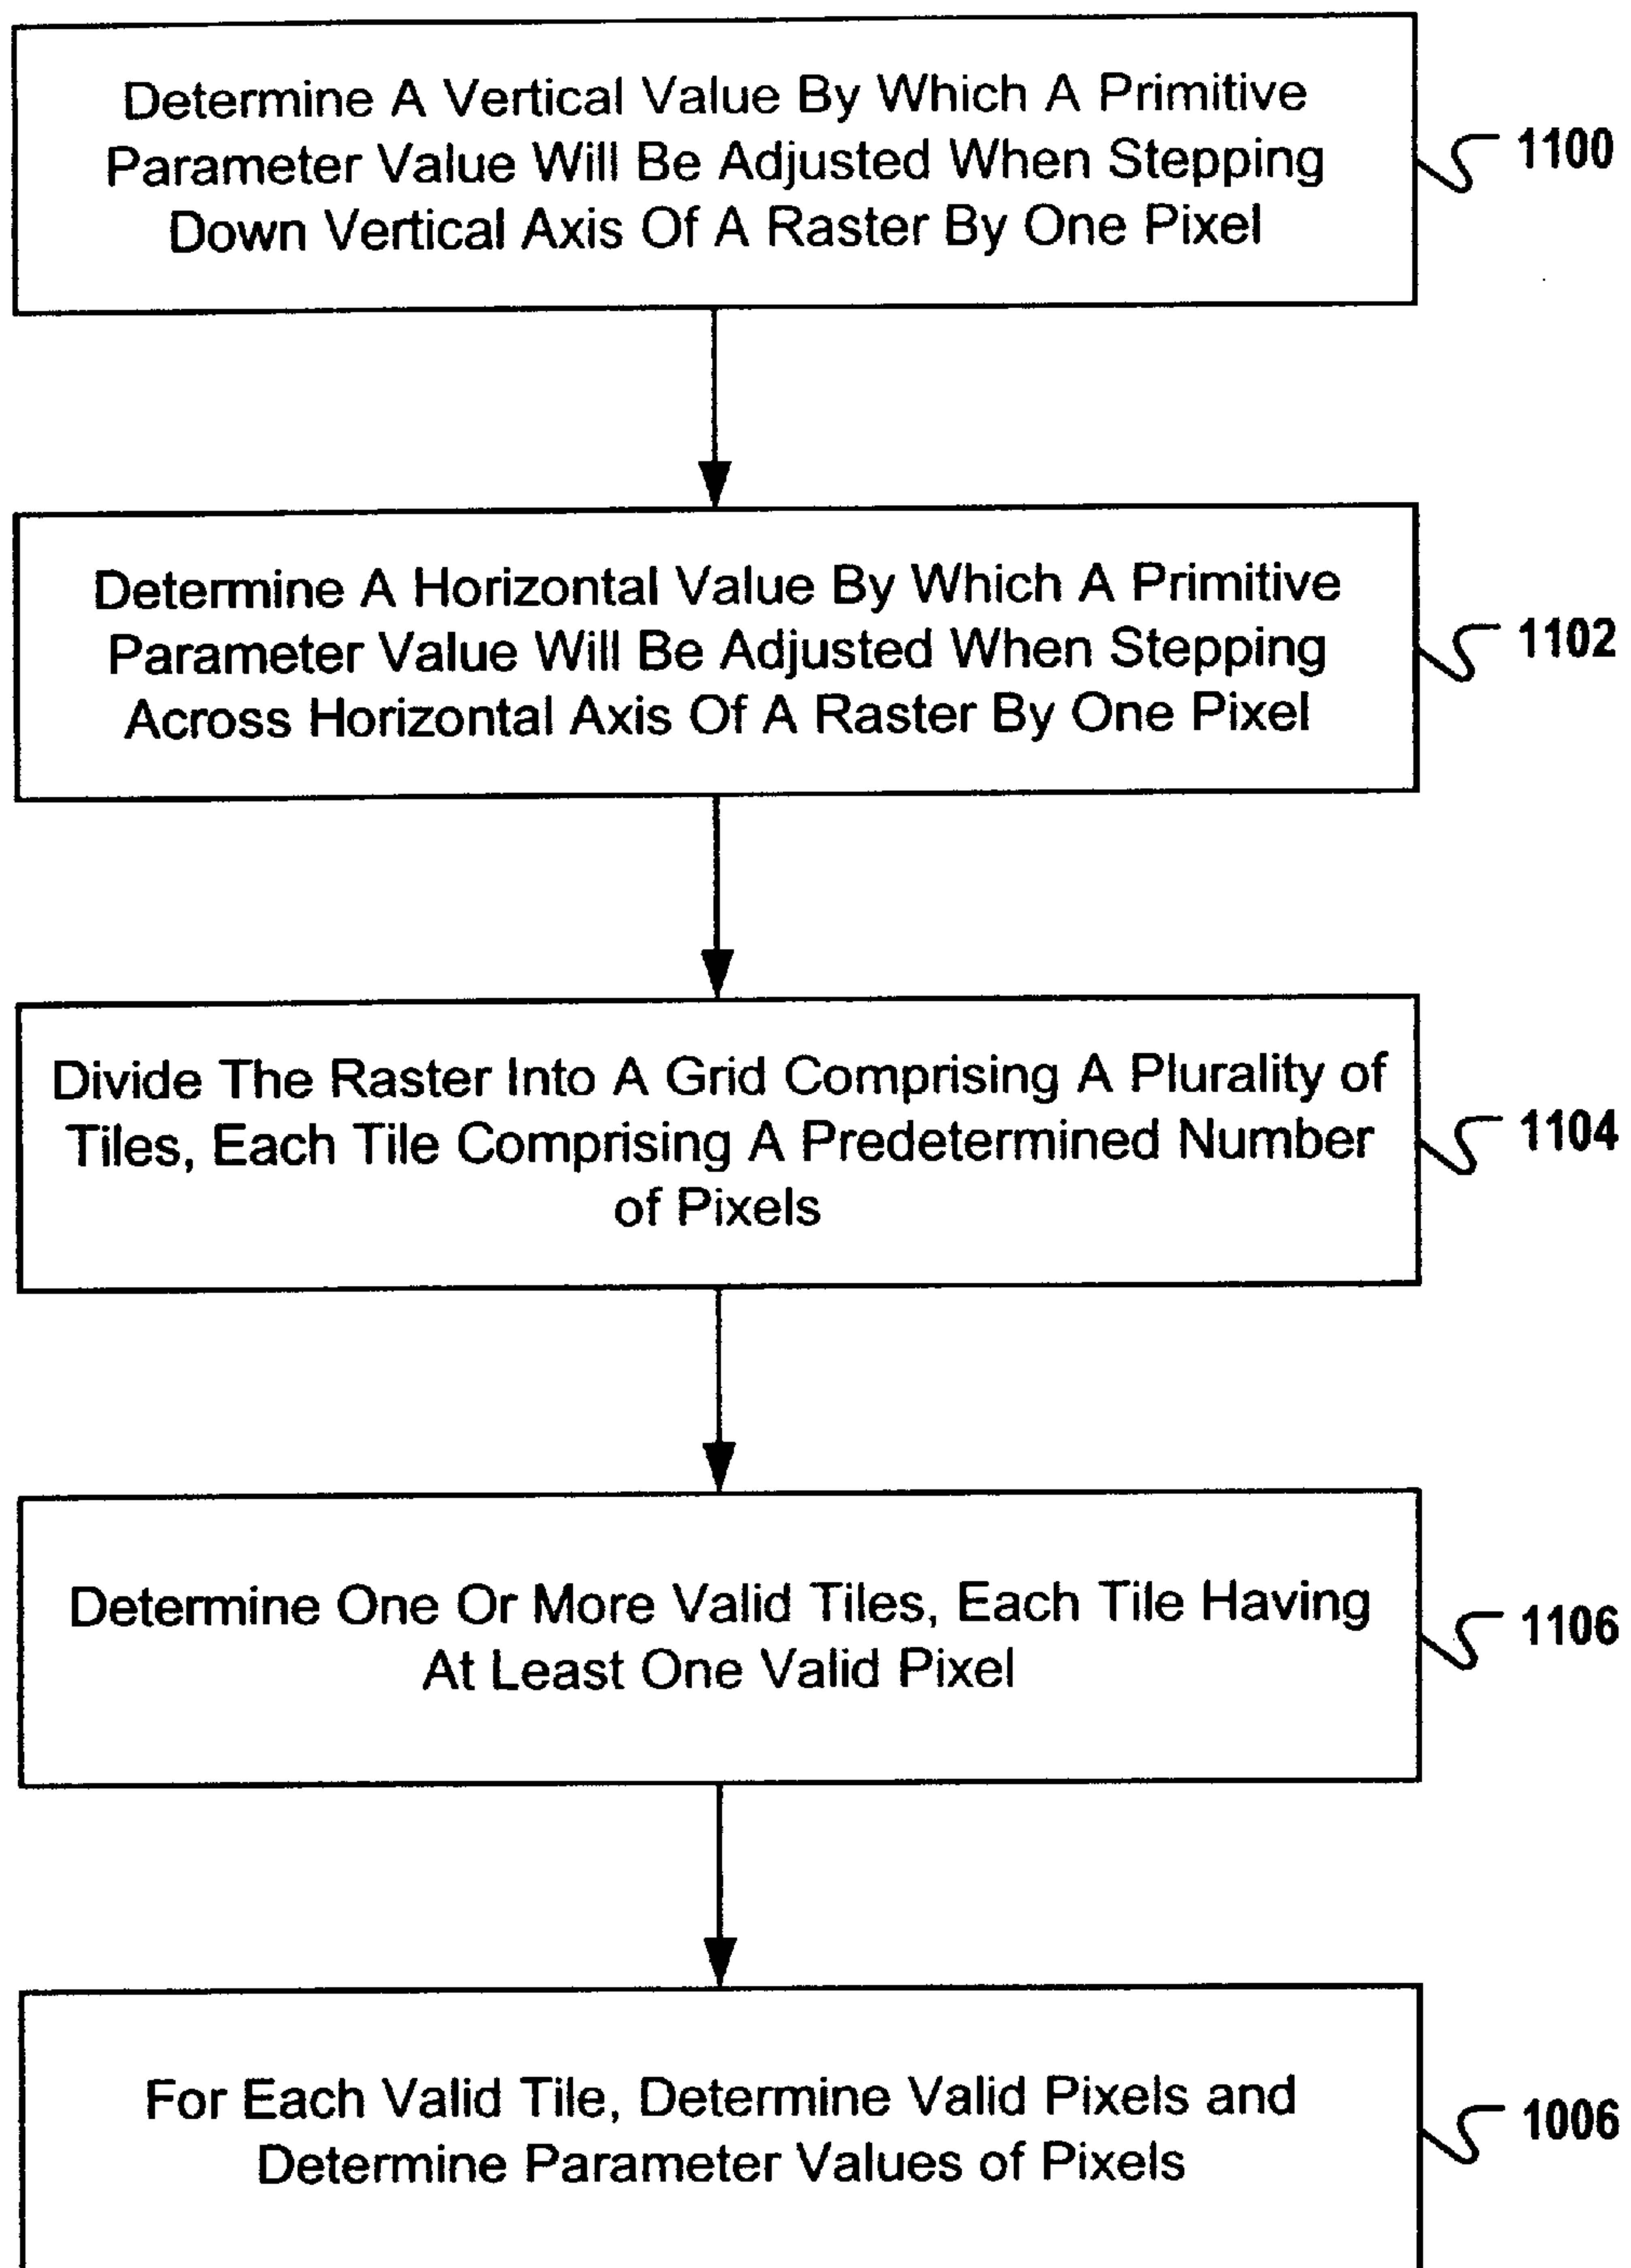 Determine A Vertical Value By Which A Primitive
Parameter Value Will Be Adjusted When Stepping
Down Vertical Axis Of A Raster By One Pixel
1100
Determine A Horizontal Value By Which A Primitive
Parameter Value Will Be Adjusted When Stepping
Across Horizontal Axis Of A Raster By One Pixel
1102
Divide The Raster Into A Grid Comprising A Plurality of
Tiles, Each Tile Comprising A Predetermined Number
of Pixels
1104
Determine One Or More Valid Tiles, Each Tile Having
At Least One Valid Pixel
1106
For Each Valid Tile, Determine Valid Pixels and
Determine Parameter Values of Pixels
1006